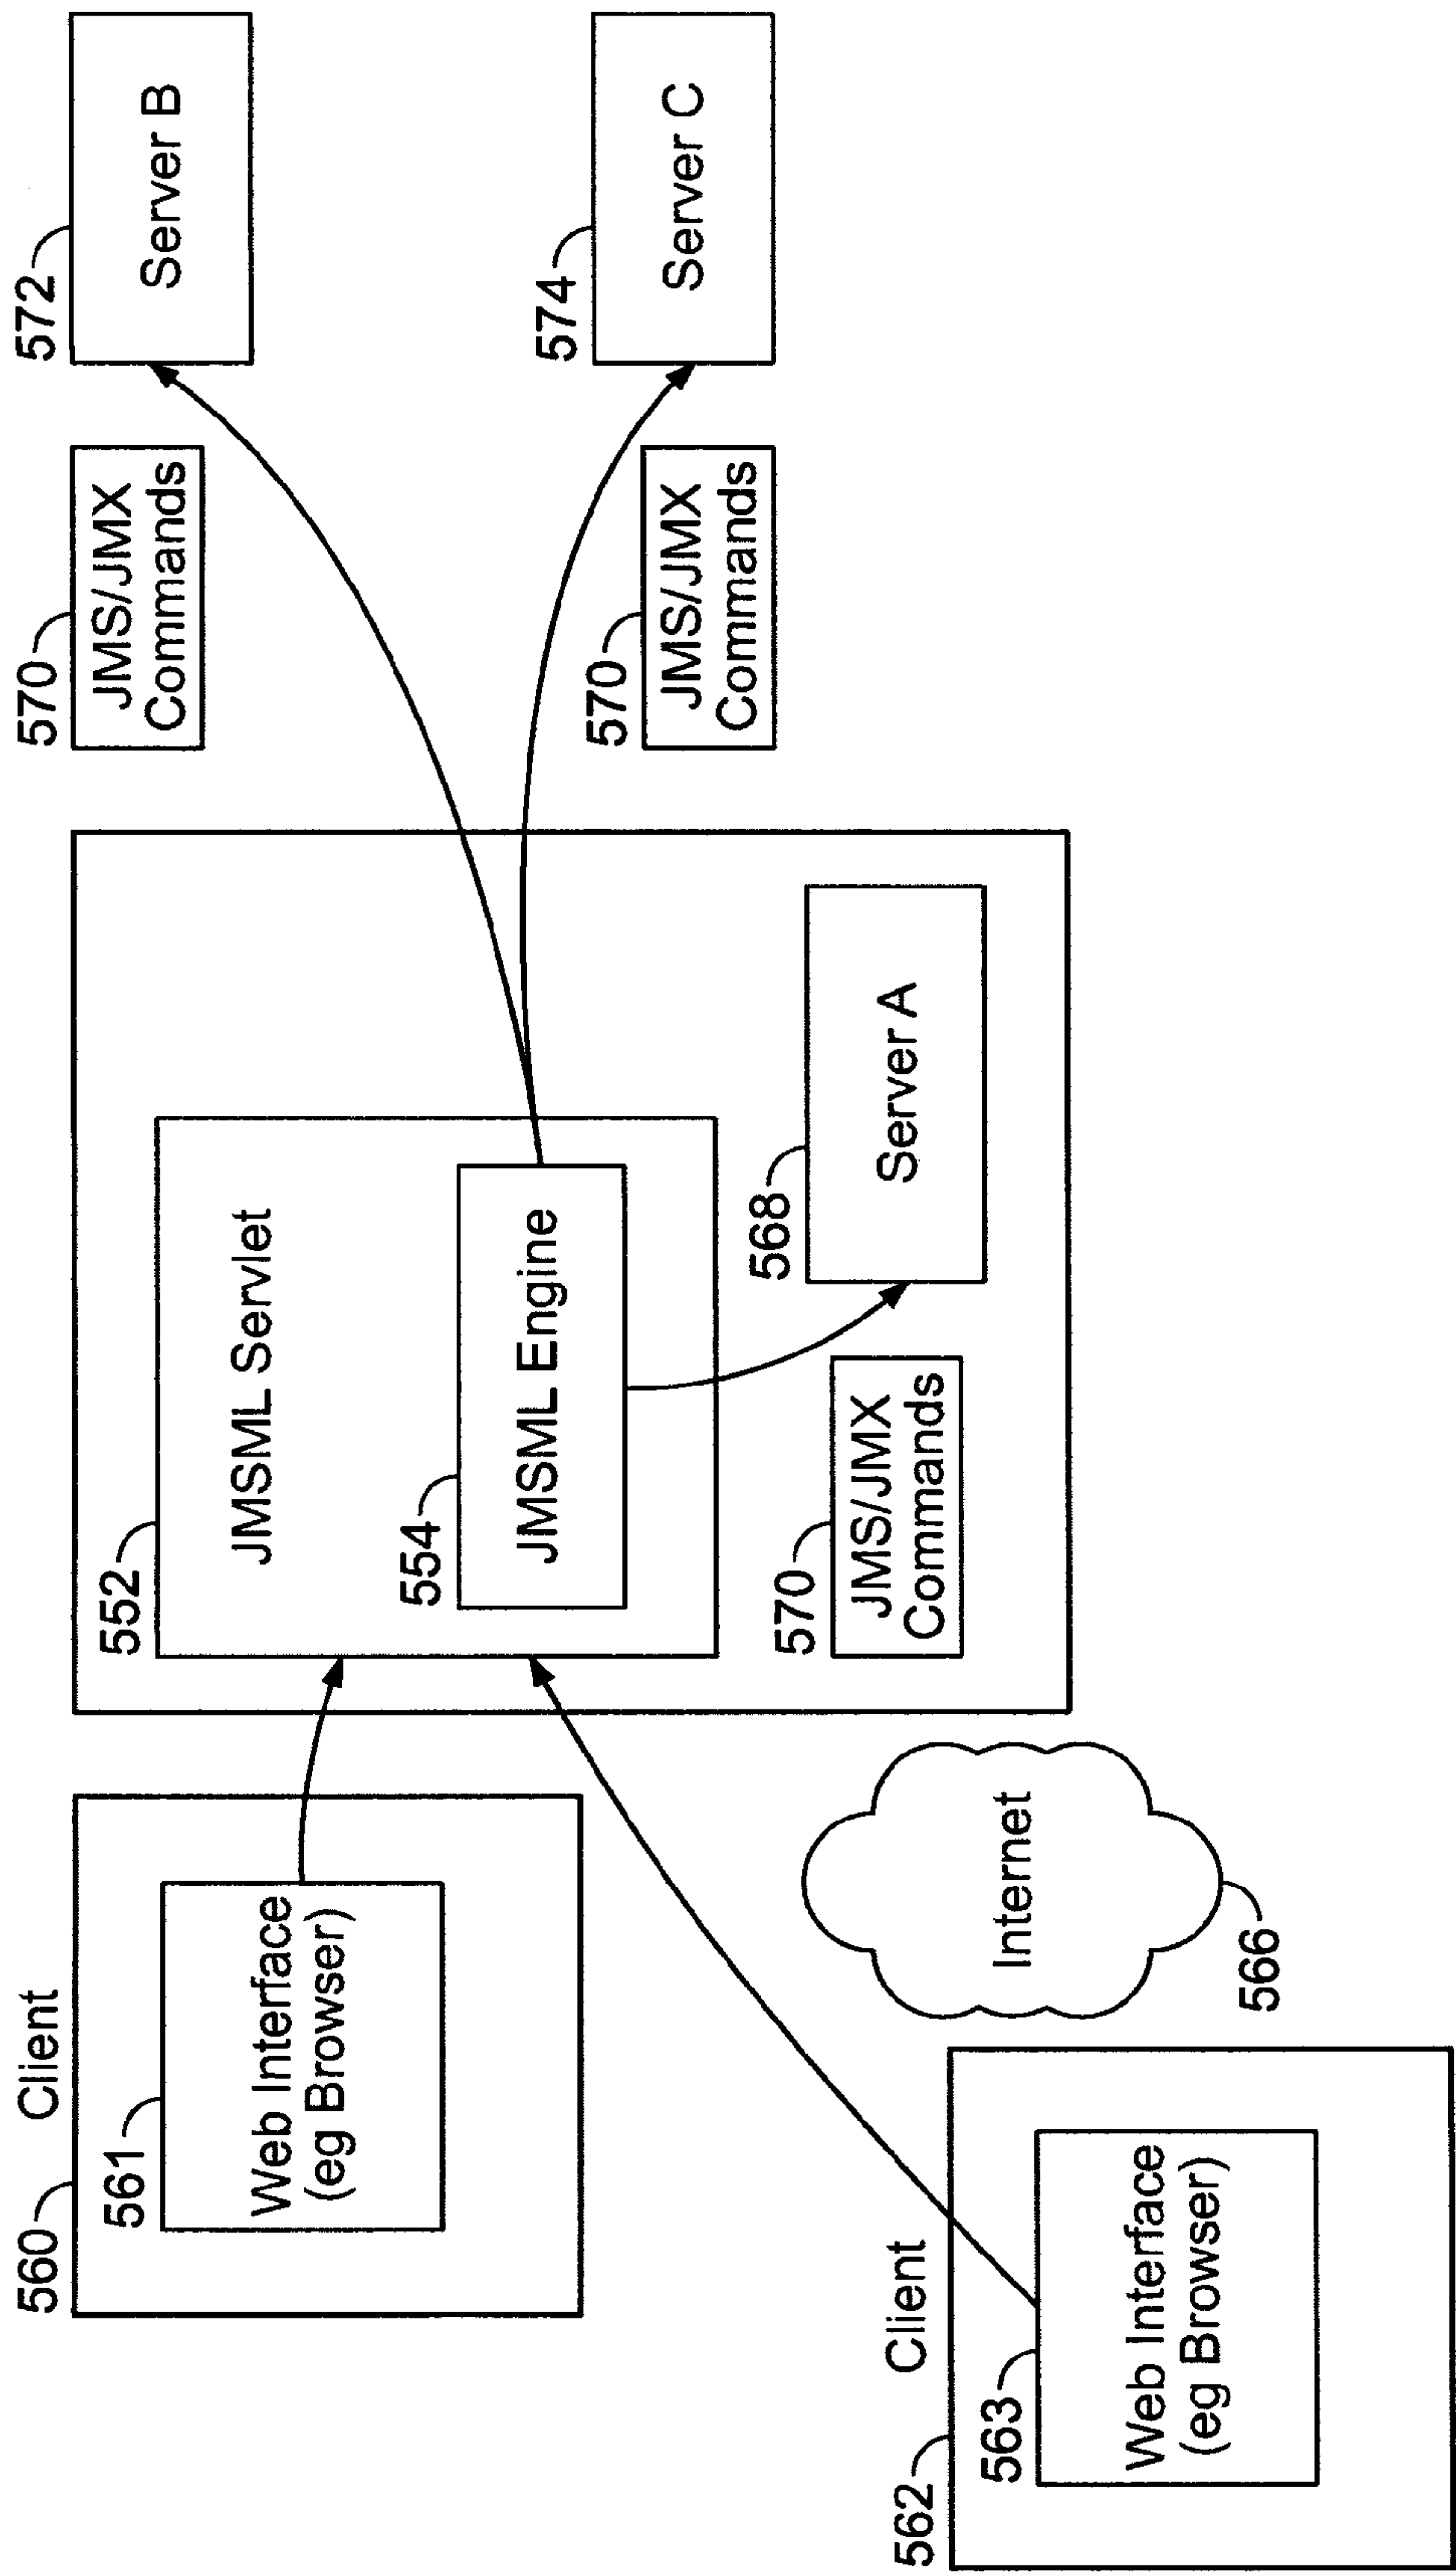 Client
560
561
Web Interface
(eg Browser)
Client
562
563
Web Interface
(eg Browser)
Internet
566
552
JMSML Servlet
554
JMSML Engine
568
Server A
570
JMS/JMX
Commands
570
JMS/JMX
Commands
570
JMS/JMX
Commands
572
Server B
574
Server C